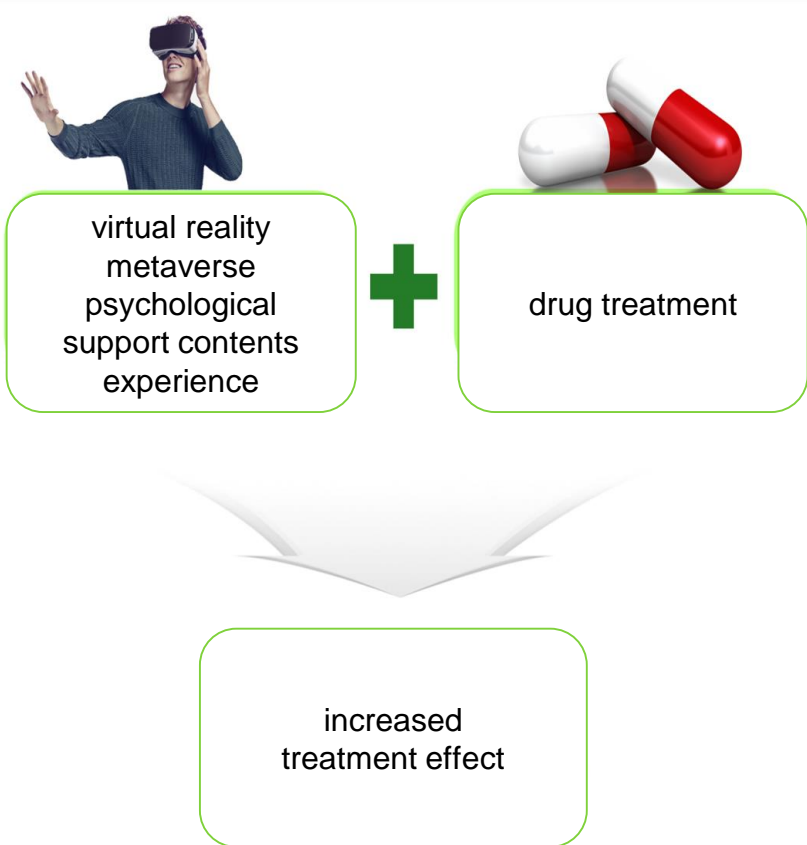 virtual reality
metaverse
psychological
support contents
experience
drug treatment
increased
treatment effect